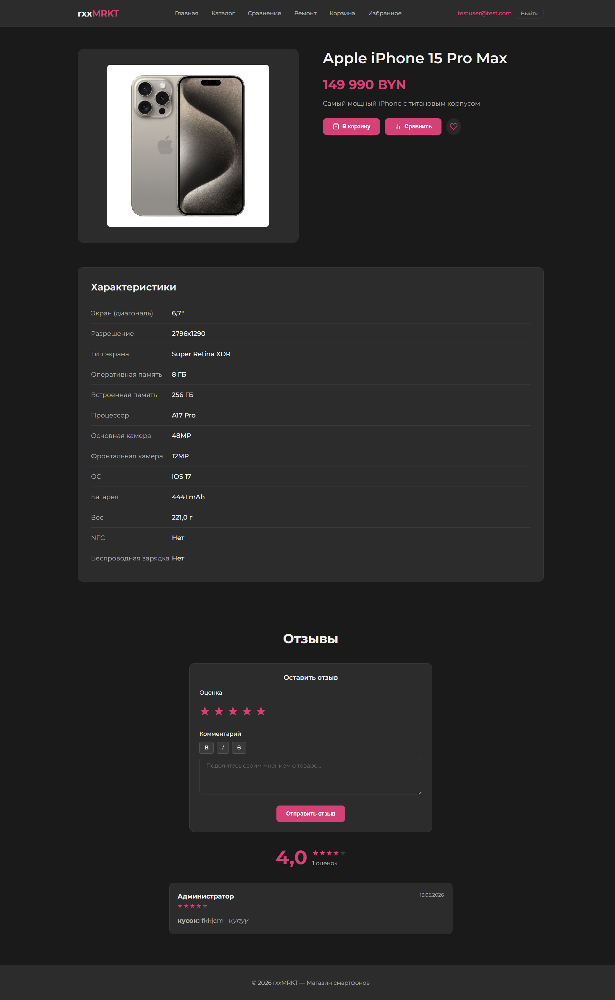 rxxMRKT
Главная Каталог Сравнение Ремонт Корзина Избранное
testuser@test.com Выйти
Apple iPhone 15 Pro Max
149 990 BYN
Самый мощный iPhone с титановым корпусом
В корзину Сравнить
Характеристики
Экран (диагональ) 6,7"
Разрешение 2796x1290
Тип экрана Super Retina XDR
Оперативная память 8 ГБ
Встроенная память 256 ГБ
Процессор A17 Pro
Основная камера 48MP
Фронтальная камера 12MP
ОС iOS 17
Батарея 4441 mAh
Вес 221,0 г
NFC Нет
Беспроводная зарядка Нет
Отзывы
Оставить отзыв
Оценка
★ ★ ★ ★ ★
Комментарий
B I S
Поделитесь своим мнением о товаре...
Отправить отзыв
4,0 ★★★★★
1 оценок
Администратор 13.05.2026
★ ★ ★ ★ ☆
кусок:rfkkjcm купуу
© 2026 rxxMRKT — Магазин смартфонов